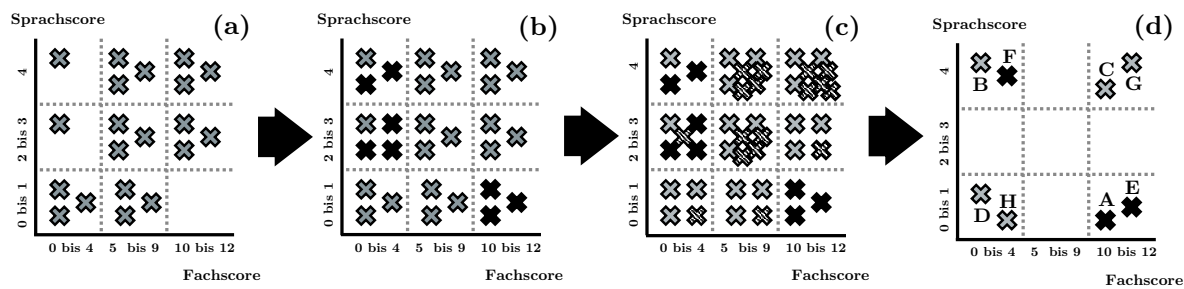 Sprachscore
(a)
4
2 bis 3
0 bis 1
0 bis 4
5 bis 9
10 bis 12
Fachscore
Sprachscore
(b)
4
2 bis 3
0 bis 1
0 bis 4
5 bis 9
10 bis 12
Fachscore
Sprachscore
(c)
4
2 bis 3
0 bis 1
0 bis 4
5 bis 9
10 bis 12
Fachscore
Sprachscore
(d)
4
2 bis 3
0 bis 1
B
F
C
G
D
H
A
E
0 bis 4
5 bis 9
10 bis 12
Fachscore